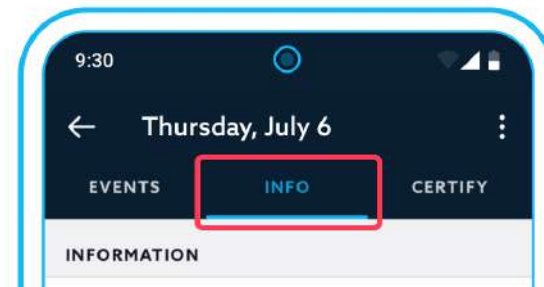 9:30
Thursday, July 6
EVENTS INFO CERTIFY
INFORMATION